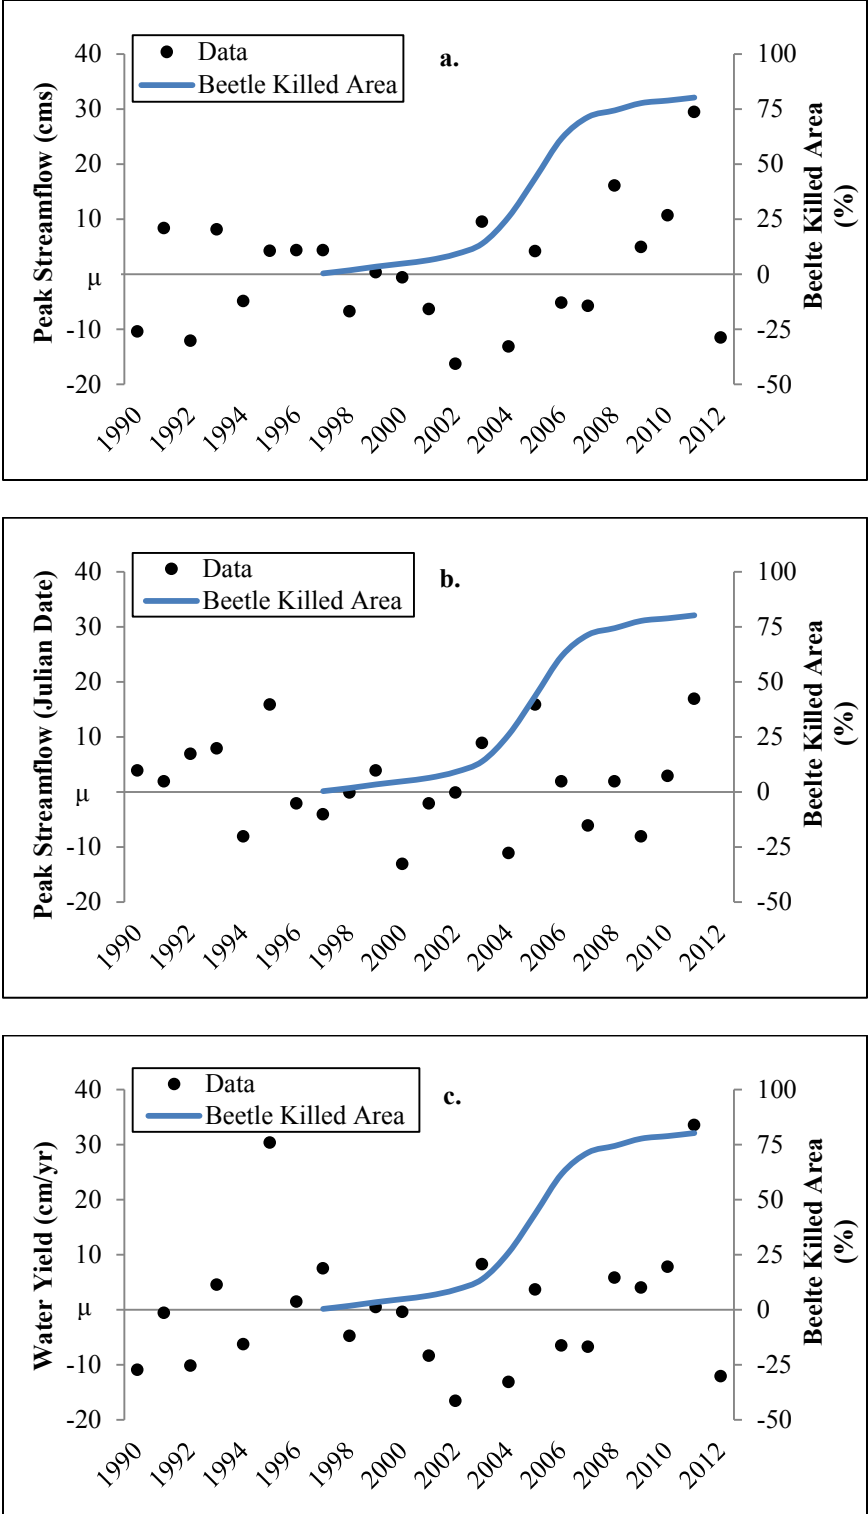 a.
Data
Beetle Killed Area
Peak Streamflow (cms)
40
30
20
10
μ
-10
-20
100
75
50
25
0
-25
-50
Beelte Killed Area
(%)
1990 1992 1994 1996 1998 2000 2002 2004 2006 2008 2010 2012
b.
Data
Beetle Killed Area
Peak Streamflow (Julian Date)
40
30
20
10
μ
-10
-20
100
75
50
25
0
-25
-50
Beelte Killed Area
(%)
1990 1992 1994 1996 1998 2000 2002 2004 2006 2008 2010 2012
c.
Data
Beetle Killed Area
Water Yield (cm/yr)
40
30
20
10
μ
-10
-20
100
75
50
25
0
-25
-50
Beelte Killed Area
(%)
1990 1992 1994 1996 1998 2000 2002 2004 2006 2008 2010 2012